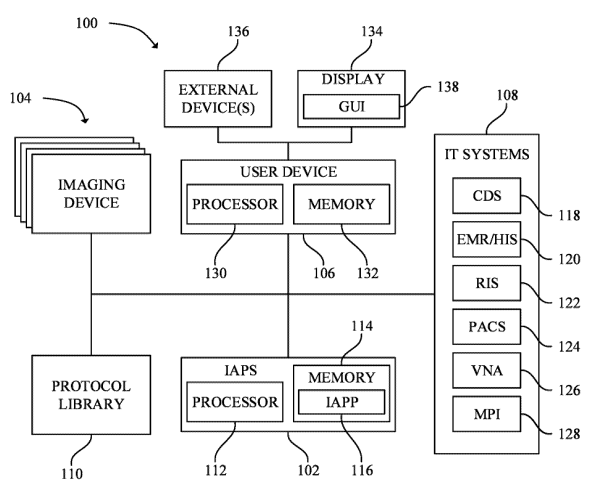 100
136
134
EXTERNAL
DEVICE(S)
DISPLAY
GUI
138
104
108
IMAGING
DEVICE
USER DEVICE
PROCESSOR
MEMORY
130
106
132
IT SYSTEMS
CDS
118
EMR/HIS
120
RIS
122
PACS
124
VNA
126
MPI
128
PROTOCOL
LIBRARY
110
114
IAPS
PROCESSOR
MEMORY
IAPP
112
102
116